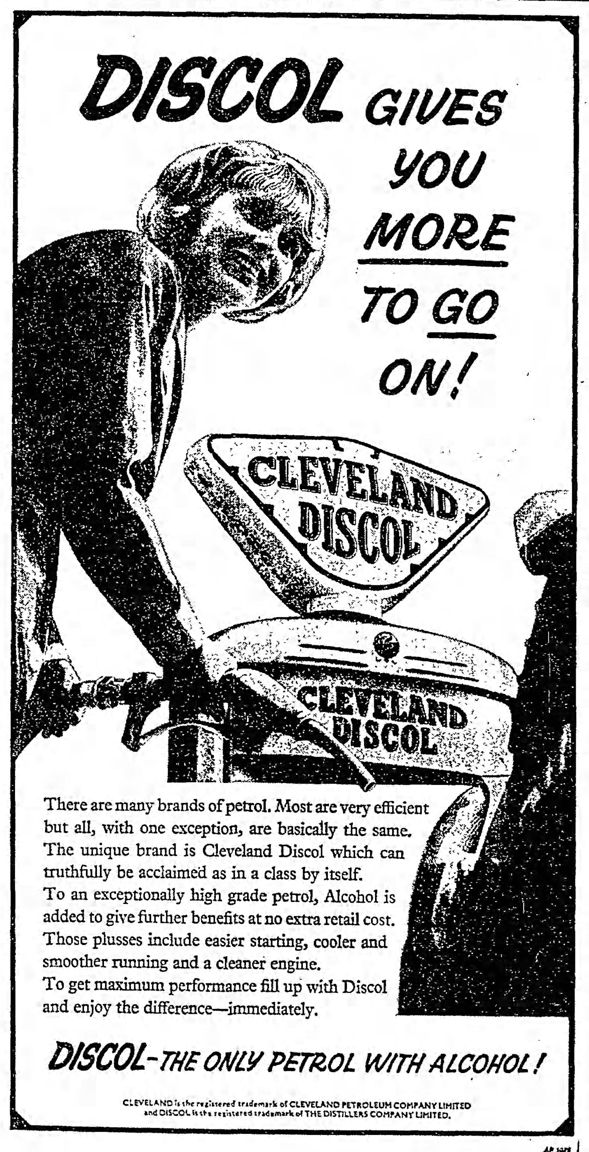 DISCOL GIVES
YOU
MORE
TO GO
ON!
CLEVELAND
DISCOL
CLEVELAND
DISCOL
There are many brands of petrol. Most are very efficient
but all, with one exception, are basically the same.
The unique brand is Cleveland Discol which can
truthfully be acclaimed as in a class by itself.
To an exceptionally high grade petrol, Alcohol is
added to give further benefits at no extra retail cost.
Those plusses include easier starting, cooler and
smoother running and a cleaner engine.
To get maximum performance fill up with Discol
and enjoy the difference—immediately.
DISCOL-THE ONLY PETROL WITH ALCOHOL!
CLEVELAND is the registered trademark of CLEVELAND PETROLEUM COMPANY LIMITED
and DISCOL is the registered trademark of THE DISTILLERS COMPANY LIMITED.